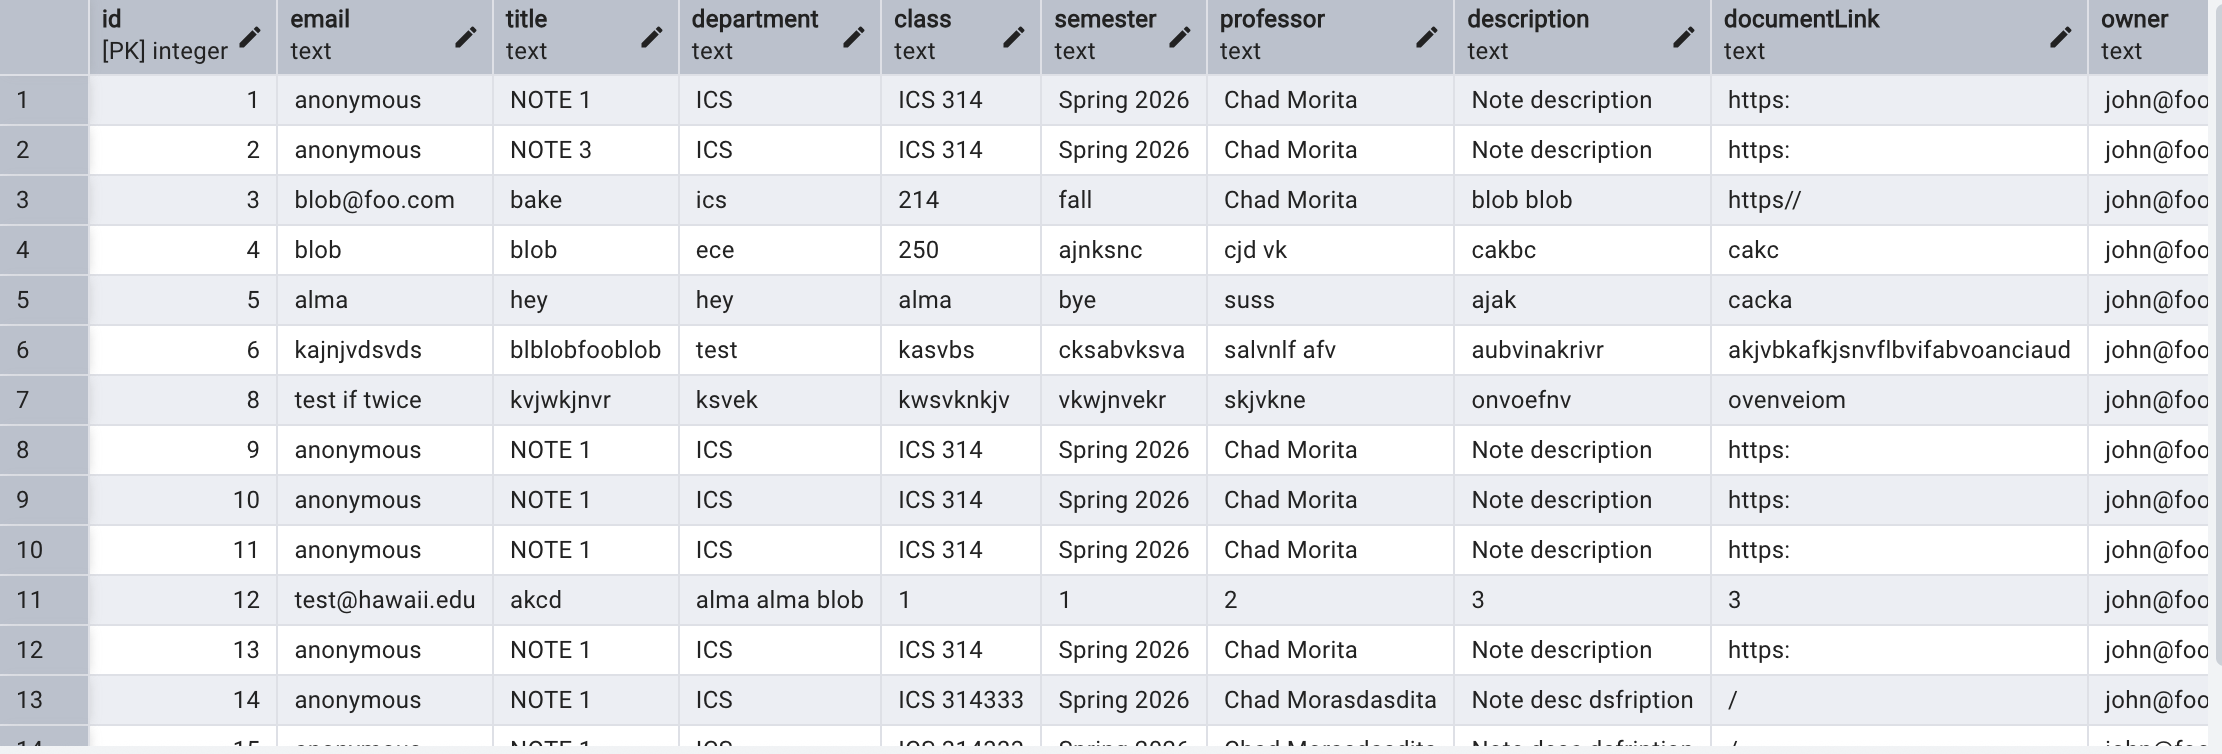 id email title department class semester professor description documentLink owner
[PK] integer text text text text text text text text text
1 1 anonymous NOTE 1 ICS ICS 314 Spring 2026 Chad Morita Note description https: john@foo
2 2 anonymous NOTE 3 ICS ICS 314 Spring 2026 Chad Morita Note description https: john@foo
3 3 blob@foo.com bake ics 214 fall Chad Morita blob blob https// john@foo
4 4 blob blob ece 250 ajnksnc cjd vk cakbc cakc john@foo
5 5 alma hey hey alma bye suss ajak cacka john@foo
6 6 kajnjvdsvds blblobfooblob test kasvbs cksabvksva salvnlf afv aubvinakrivr akjvbkafkjsnvflbvifabvoanciaud john@foo
7 8 test if twice kvjwkjnvr ksvek kwsvknkjv vkwjnvekr skjvkne onvoefnv ovenveiom john@foo
8 9 anonymous NOTE 1 ICS ICS 314 Spring 2026 Chad Morita Note description https: john@foo
9 10 anonymous NOTE 1 ICS ICS 314 Spring 2026 Chad Morita Note description https: john@foo
10 11 anonymous NOTE 1 ICS ICS 314 Spring 2026 Chad Morita Note description https: john@foo
11 12 test@hawaii.edu akcd alma alma blob 1 1 2 3 3 john@foo
12 13 anonymous NOTE 1 ICS ICS 314 Spring 2026 Chad Morita Note description https: john@foo
13 14 anonymous NOTE 1 ICS ICS 314333 Spring 2026 Chad Morasdasdita Note desc dsfription / john@foo